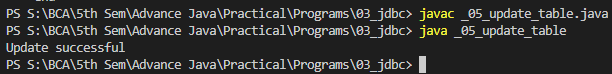 PS S:\BCA\5th Sem\Advance Java\Practical\Programs\03_jdbc> javac _05_update_table.java
PS S:\BCA\5th Sem\Advance Java\Practical\Programs\03_jdbc> java _05_update_table
Update successful
PS S:\BCA\5th Sem\Advance Java\Practical\Programs\03_jdbc>